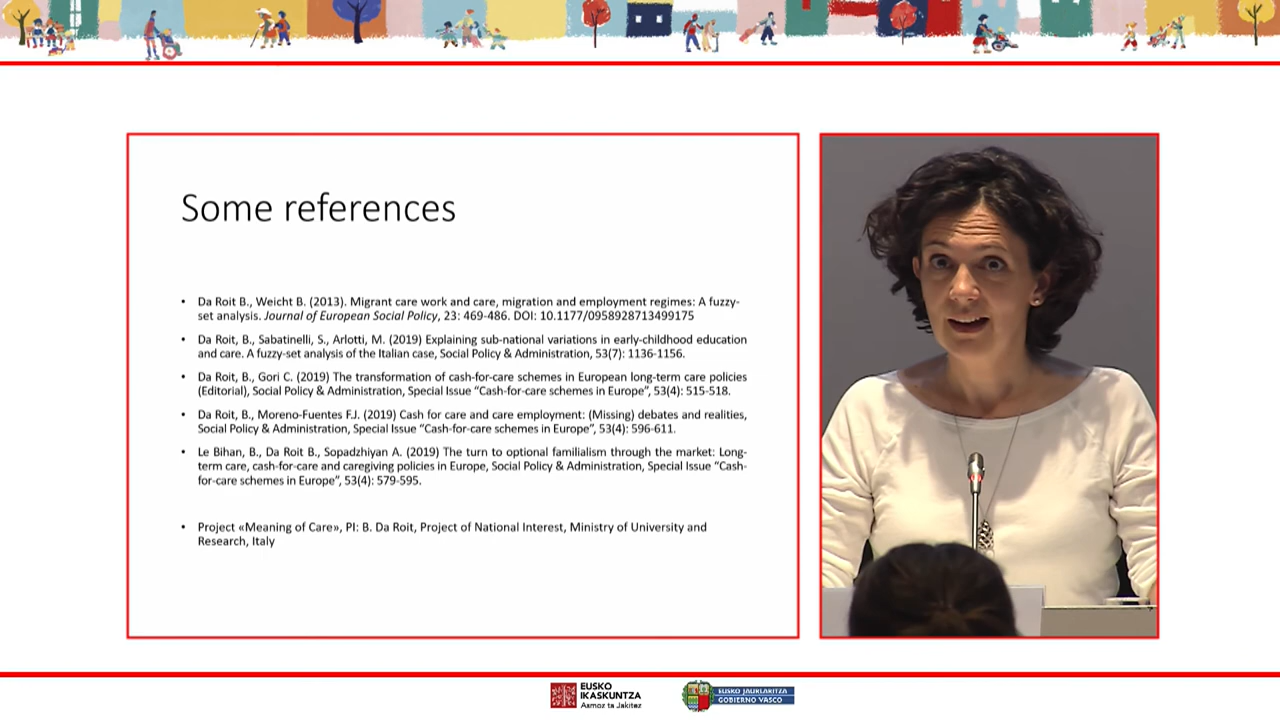 Some references
• Da Roit B., Weicht B. (2013). Migrant care work and care, migration and employment regimes: A fuzzy-
set analysis. Journal of European Social Policy, 23: 469-486. DOI: 10.1177/0958928713499175
• Da Roit, B., Sabatinelli, S., Arlotti, M. (2019) Explaining sub-national variations in early-childhood education
and care. A fuzzy-set analysis of the Italian case, Social Policy & Administration, 53(7): 1136-1156.
• Da Roit, B., Gori C. (2019) The transformation of cash-for-care schemes in European long-term care policies
(Editorial), Social Policy & Administration, Special Issue “Cash-for-care schemes in Europe”, 53(4): 515-518.
• Da Roit, B., Moreno-Fuentes F.J. (2019) Cash for care and care employment: (Missing) debates and realities,
Social Policy & Administration, Special Issue “Cash-for-care schemes in Europe”, 53(4): 596-611.
• Le Bihan, B., Da Roit B., Sopadzhiyan A. (2019) The turn to optional familialism through the market: Long-
term care, cash-for-care and caregiving policies in Europe, Social Policy & Administration, Special Issue “Cash-
for-care schemes in Europe”, 53(4): 579-595.
• Project «Meaning of Care», PI: B. Da Roit, Project of National Interest, Ministry of University and
Research, Italy
EUSKO
IKASKUNTZA
Asmoz ta Jakitez
EUSKO JAURLARITZA
GOBIERNO VASCO